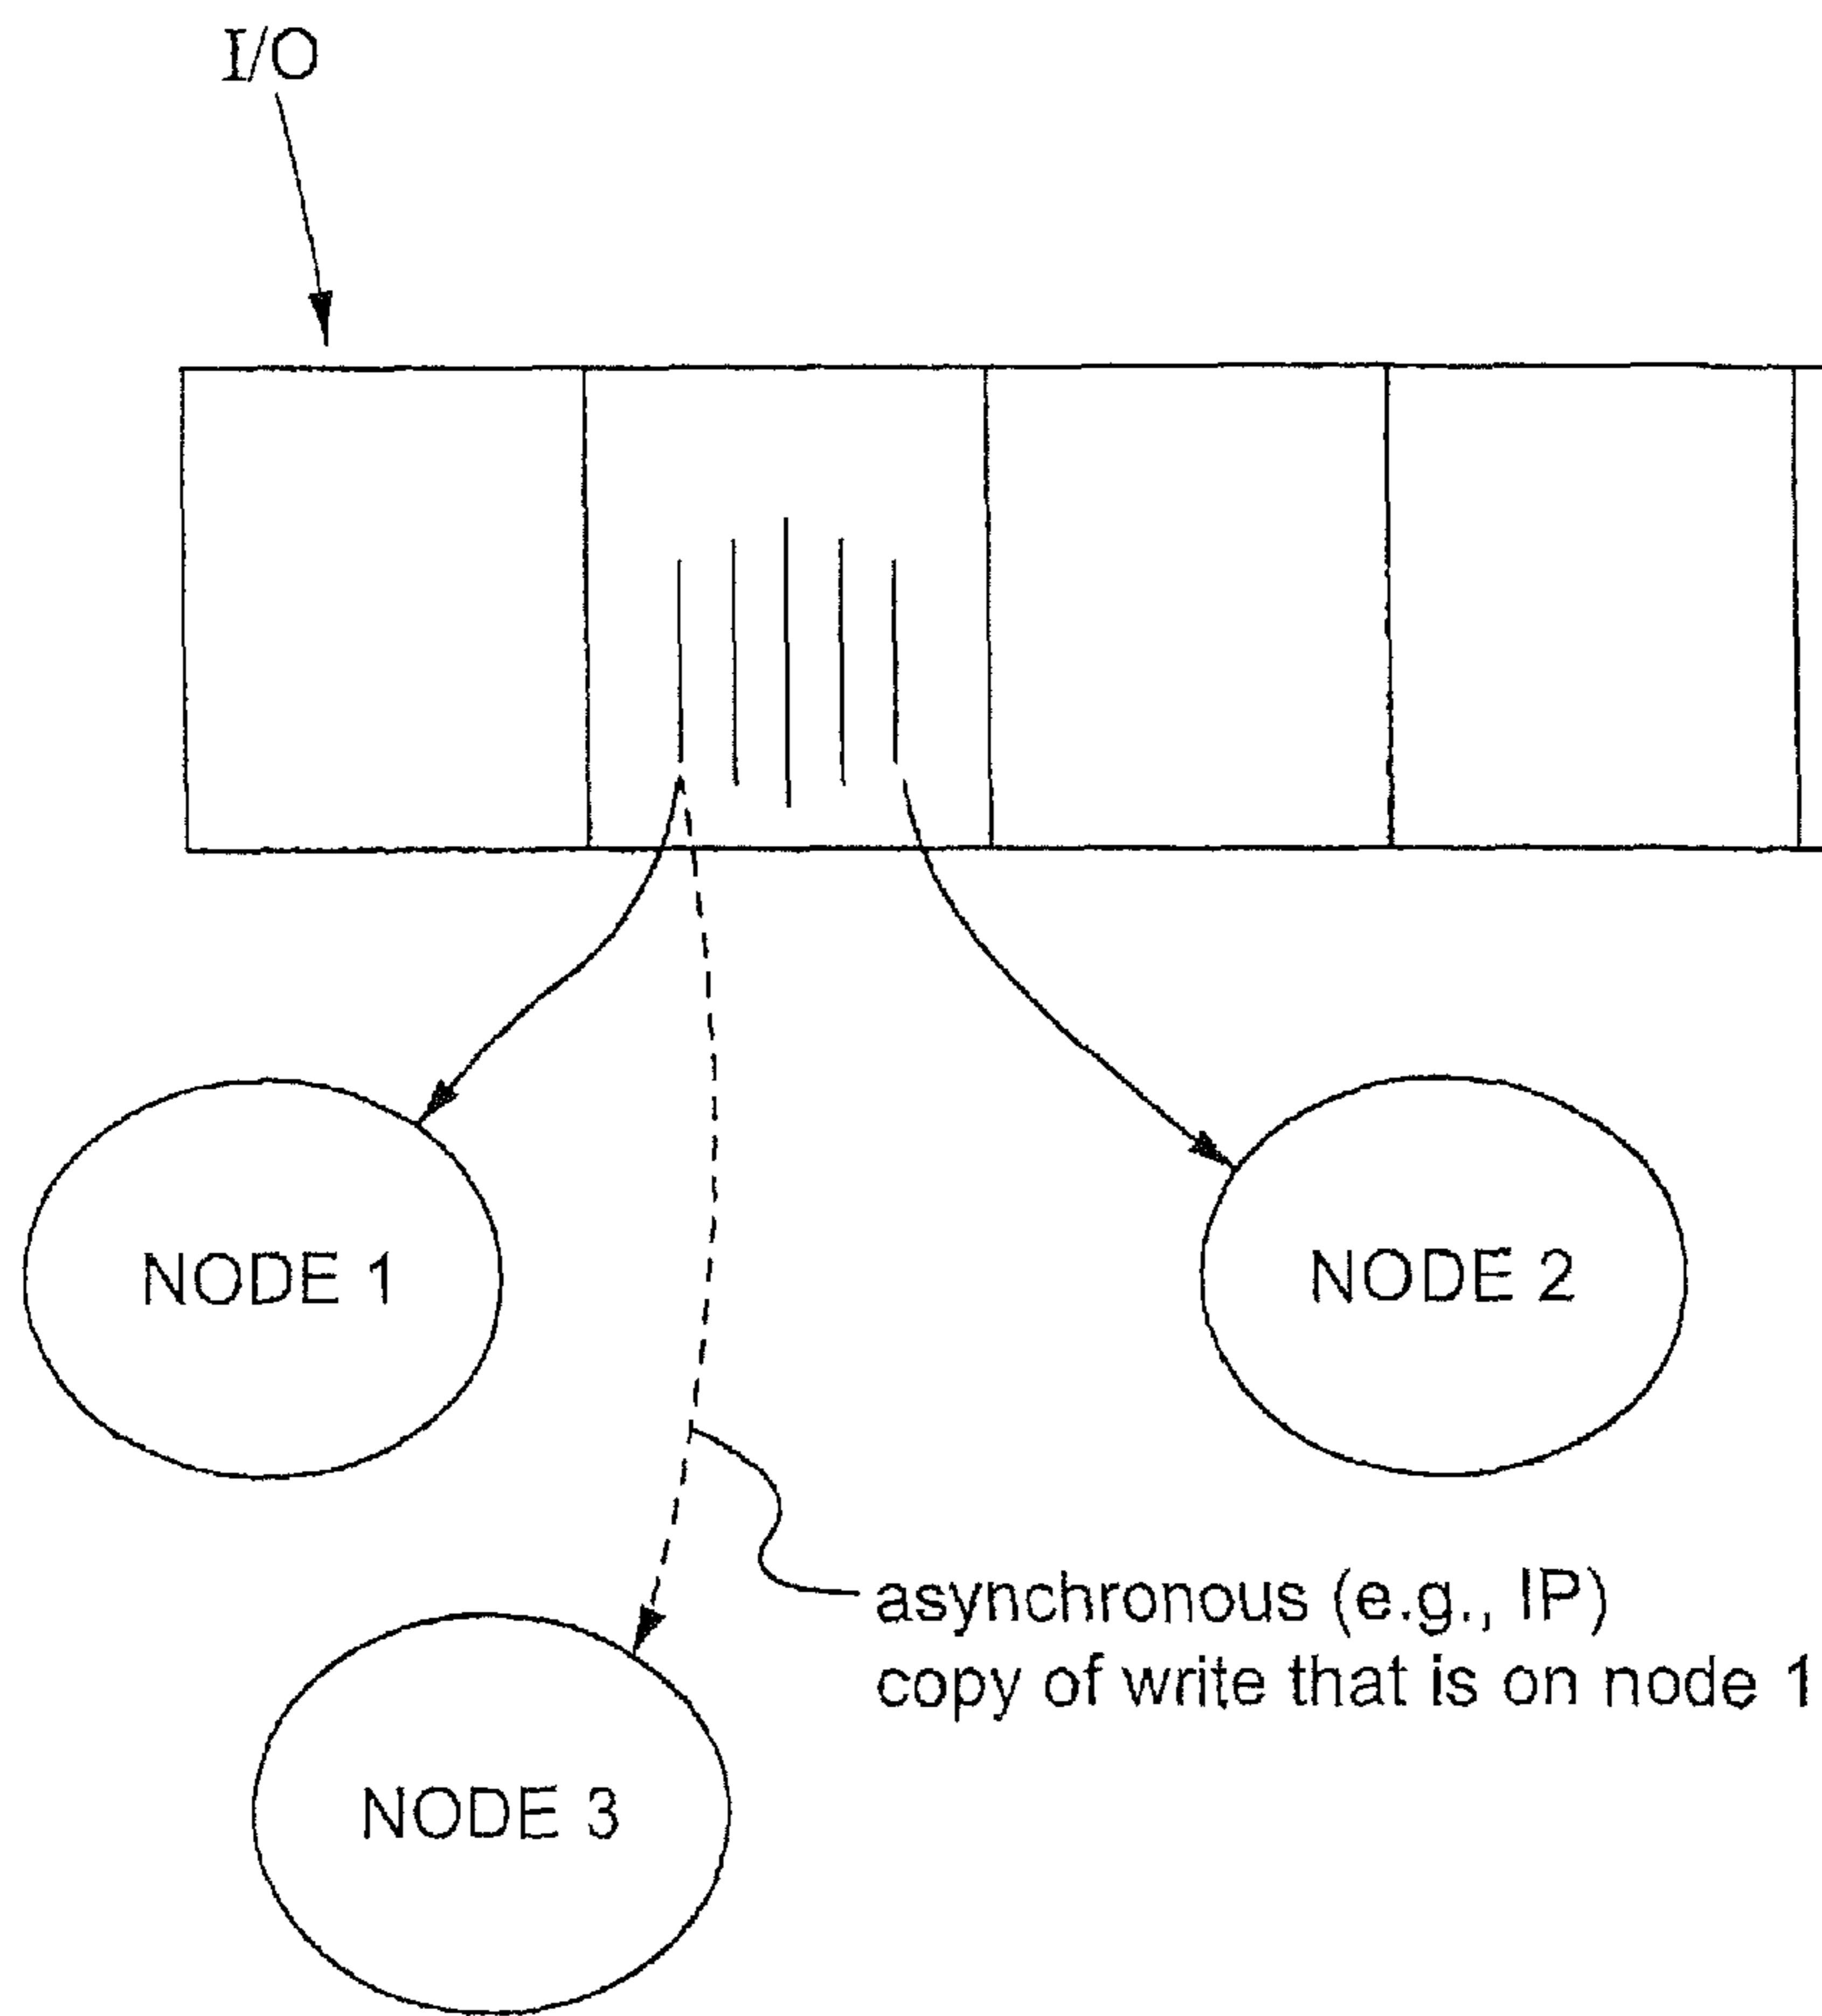 I/O
NODE 1
NODE 2
asynchronous (e.g., IP)
copy of write that is on node 1
NODE 3